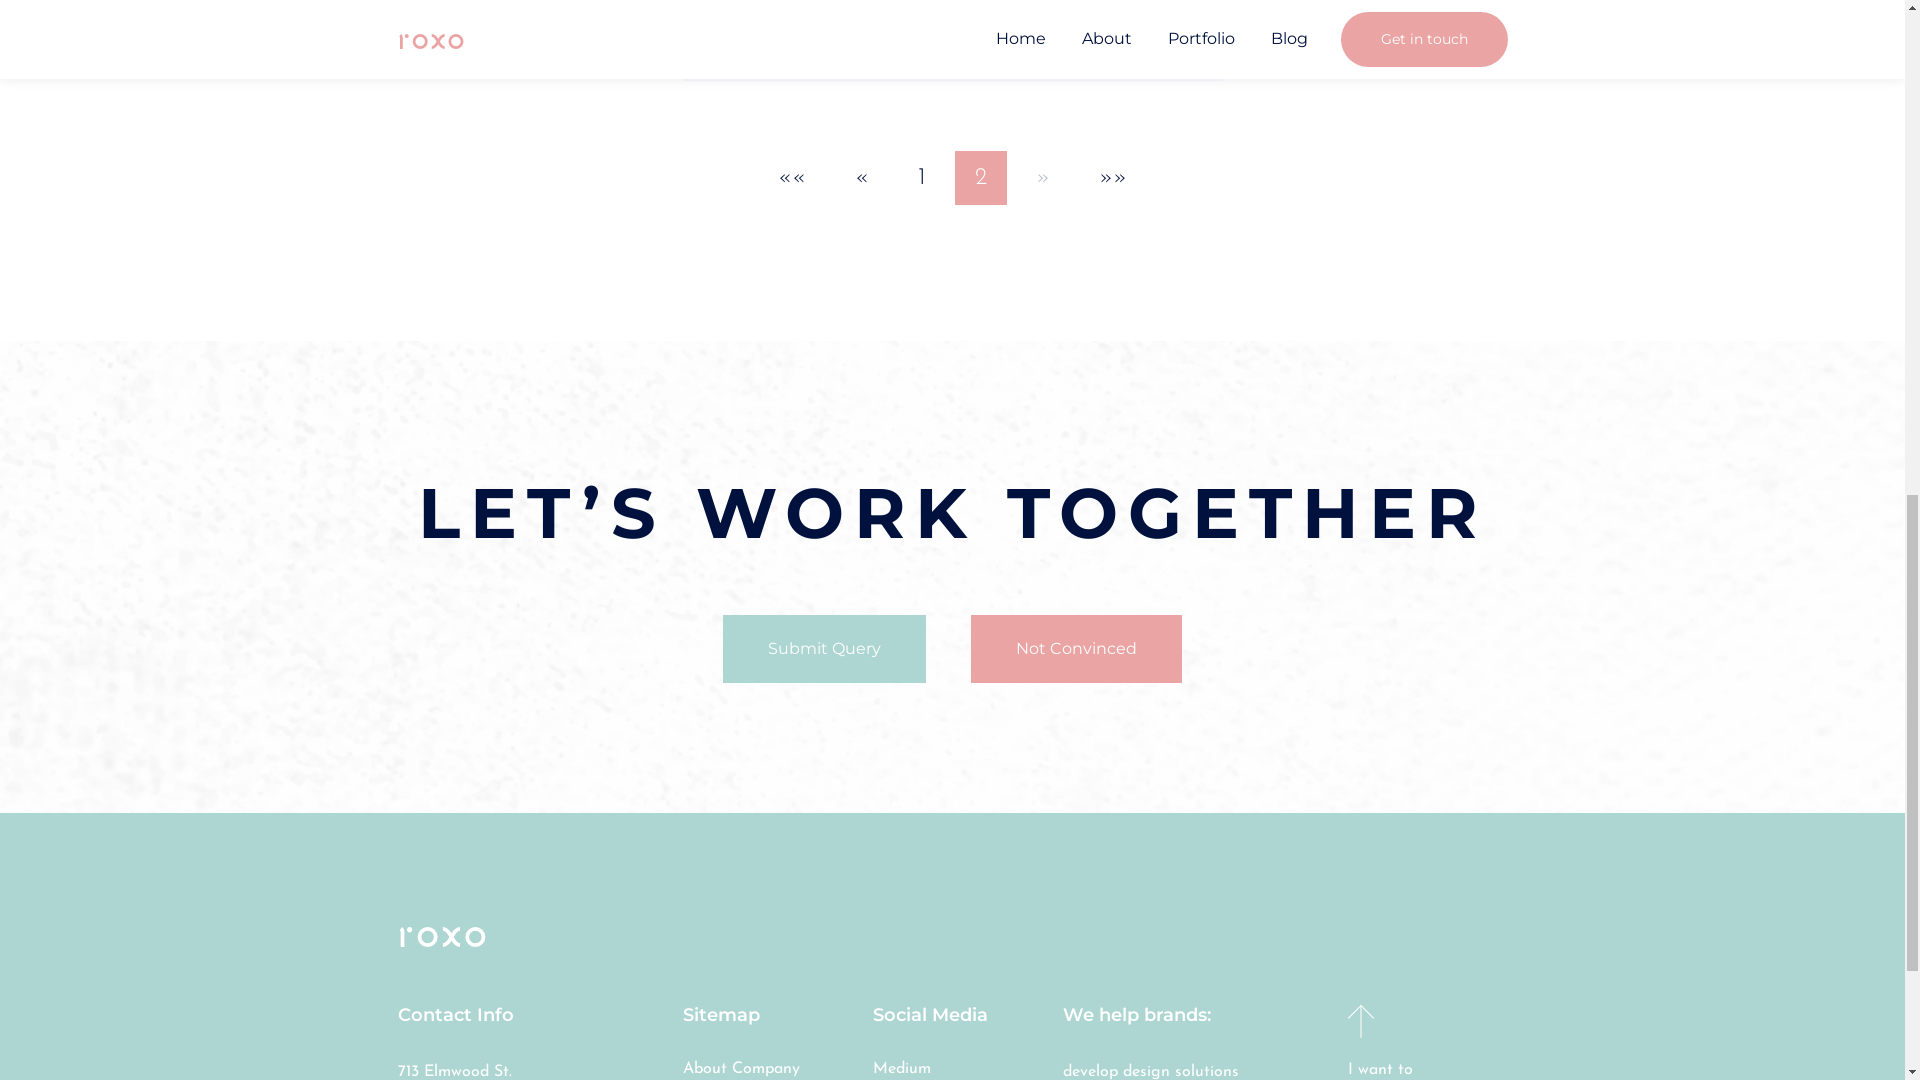 roxo Home About Portfolio Blog Get in touch
«« « 1 2 » »»
LET’S WORK TOGETHER
Submit Query Not Convinced
roxo
Contact Info Sitemap Social Media We help brands:
713 Elmwood St. About Company Medium develop design solutions I want to